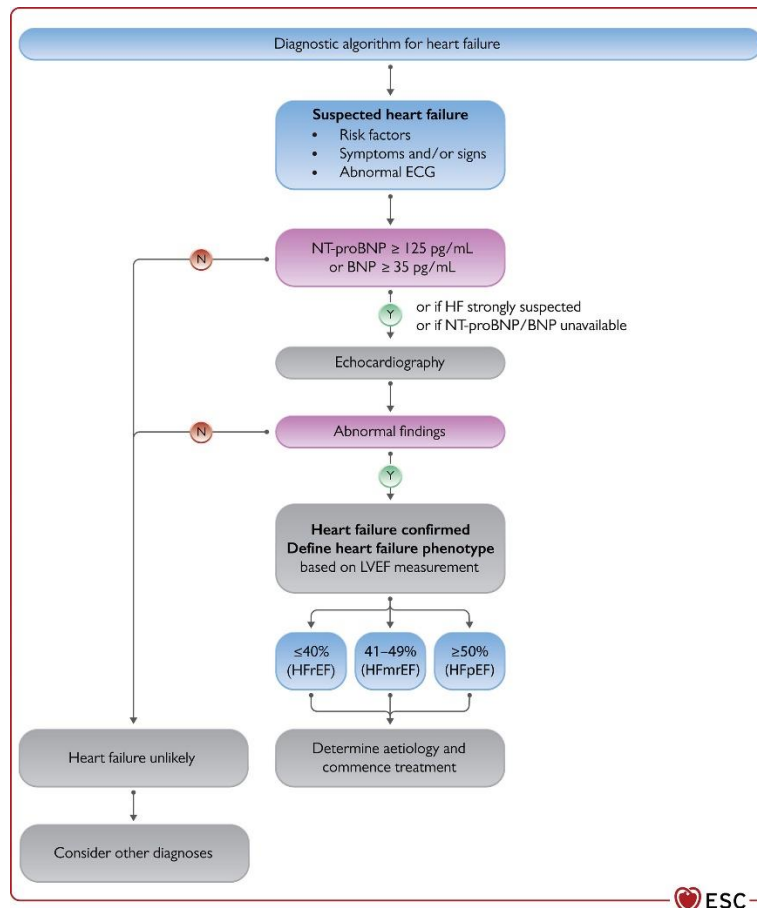 Diagnostic algorithm for heart failure
Suspected heart failure
• Risk factors
• Symptoms and/or signs
• Abnormal ECG
NT-proBNP ≥ 125 pg/mL
or BNP ≥ 35 pg/mL
N
Y
or if HF strongly suspected
or if NT-proBNP/BNP unavailable
Echocardiography
N
Abnormal findings
Y
Heart failure confirmed
Define heart failure phenotype
based on LVEF measurement
≤40%
(HFrEF)
41–49%
(HFmrEF)
≥50%
(HFpEF)
Heart failure unlikely
Determine aetiology and
commence treatment
Consider other diagnoses
ESC